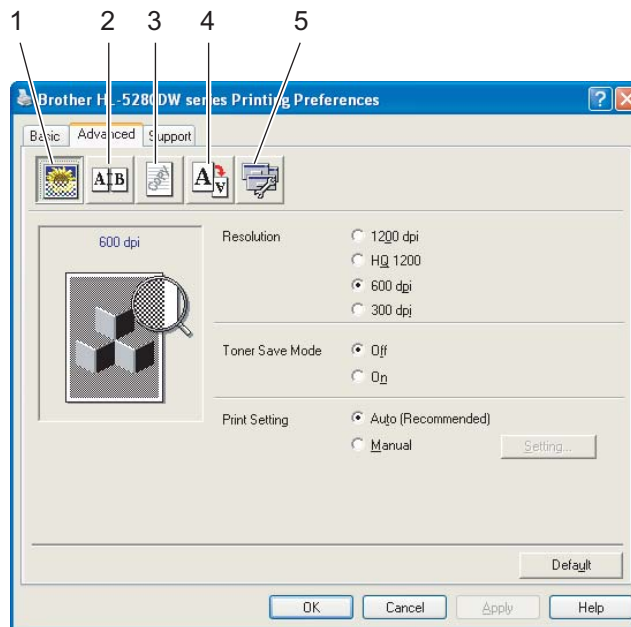 1 2 3 4 5
Brother HL-5280DW series Printing Preferences
Basic Advanced Support
A B COPY A A
600 dpi
Resolution
1200 dpi
HQ 1200
600 dpi
300 dpi
Toner Save Mode
Off
On
Print Setting
Auto (Recommended)
Manual
Setting...
Default
OK Cancel Apply Help